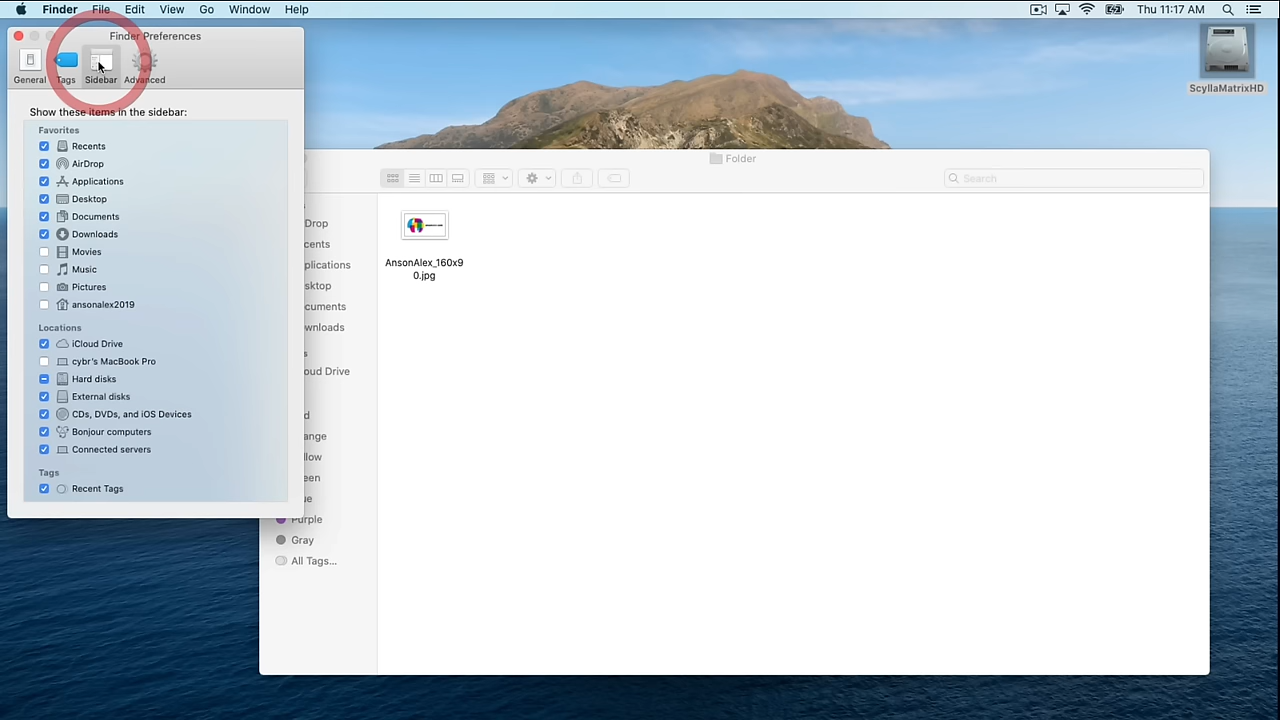 Finder File Edit View Go Window Help
Thu 11:17 AM
Finder Preferences
General Tags Sidebar Advanced
Show these items in the sidebar:
Favorites
Recents
AirDrop
Applications
Desktop
Documents
Downloads
Movies
Music
Pictures
ansonalex2019
Locations
iCloud Drive
cybr's MacBook Pro
Hard disks
External disks
CDs, DVDs, and iOS Devices
Bonjour computers
Connected servers
Tags
Recent Tags
Folder
Search
s
Drop
cents
plications
sktop
cuments
wnloads
s
oud Drive
d
ange
llow
een
ue
Purple
Gray
All Tags...
AnsonAlex_160x9
0.jpg
ScyllaMatrixHD